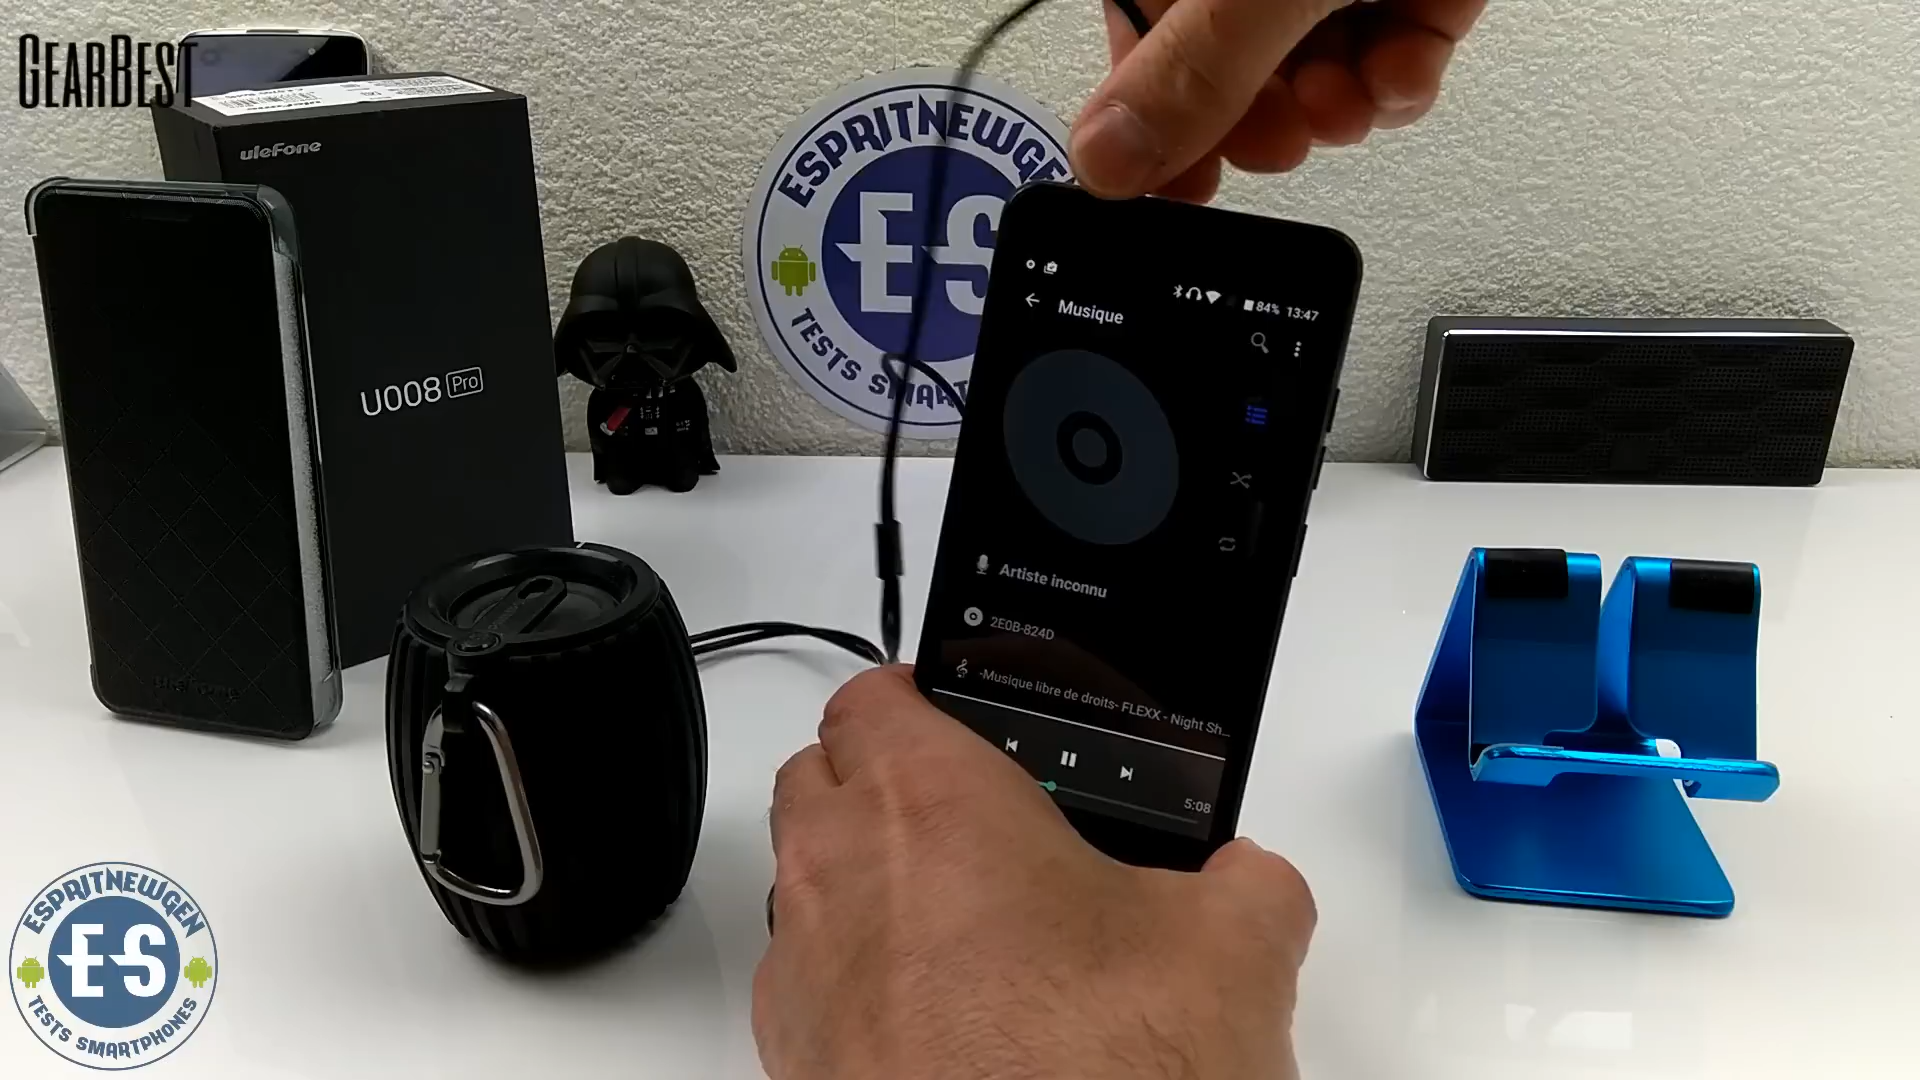 GEARBEST
uleFone
U008 Pro
ESPRITNEWGEN
ES
TESTS SMAR
84% 13:47
Musique
Artiste inconnu
2E0B-824D
-Musique libre de droits- FLEXX - Night Sh...
5:08
uleFone
ESPRITNEWGEN
ES
TESTS SMARTPHONES